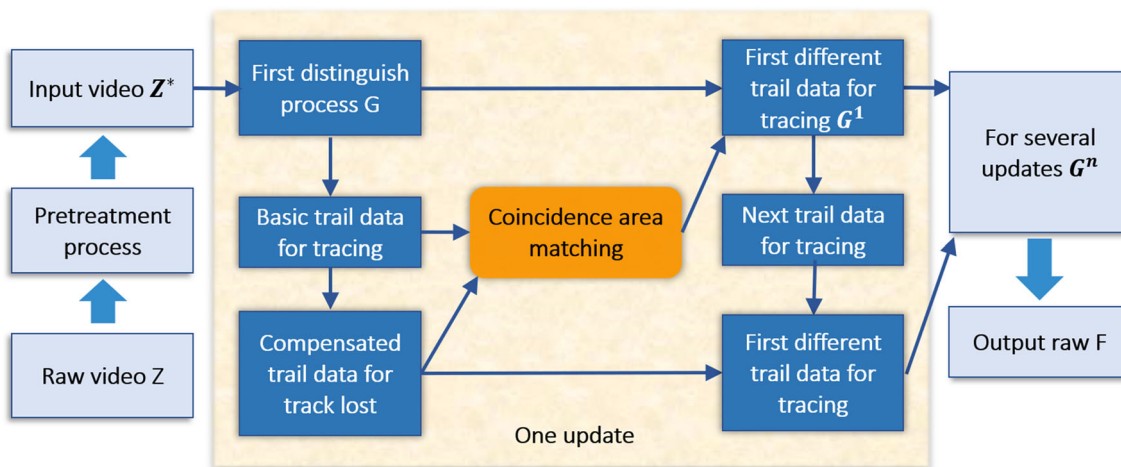 Input video Z*
Pretreatment
process
Raw video Z
First distinguish
process G
Basic trail data
for tracing
Compensated
trail data for
track lost
Coincidence area
matching
First different
trail data for
tracing G¹
Next trail data
for tracing
First different
trail data for
tracing
One update
For several
updates Gⁿ
Output raw F